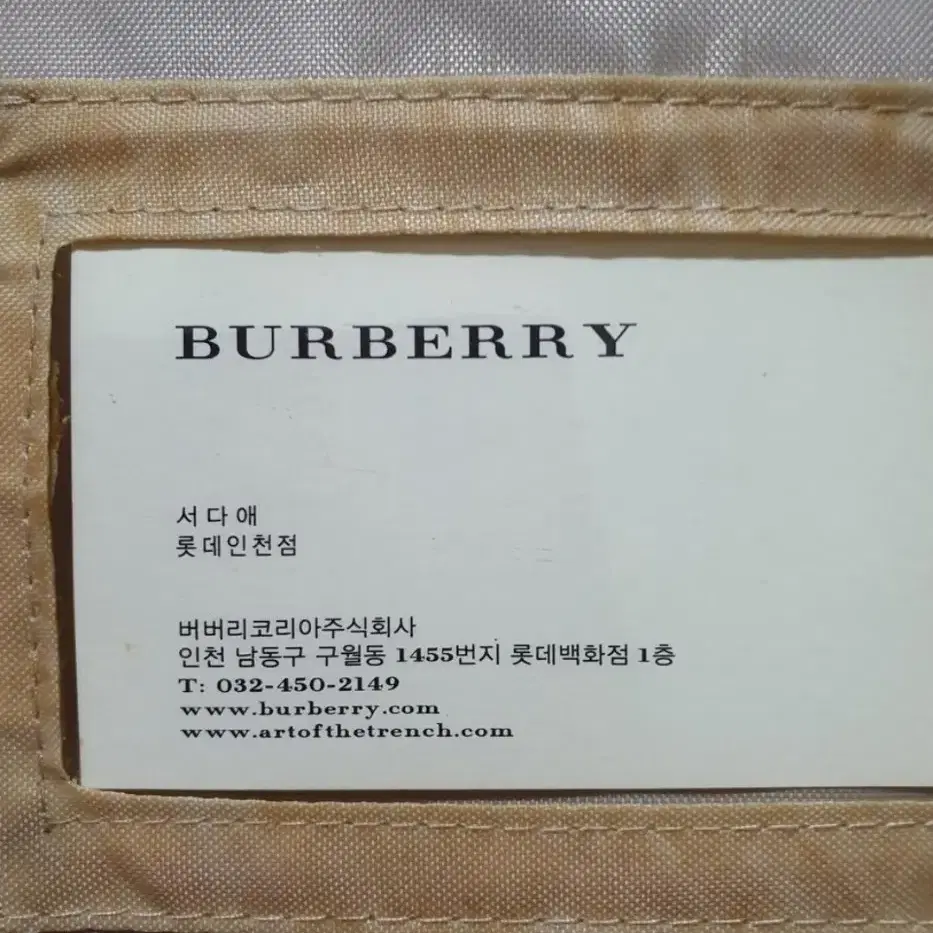 BURBERRY
서다애
롯데인천점
버버리코리아주식회사
인천 남동구 구월동 1455번지 롯데백화점 1층
T: 032-450-2149
www.burberry.com
www.artofthetrench.com